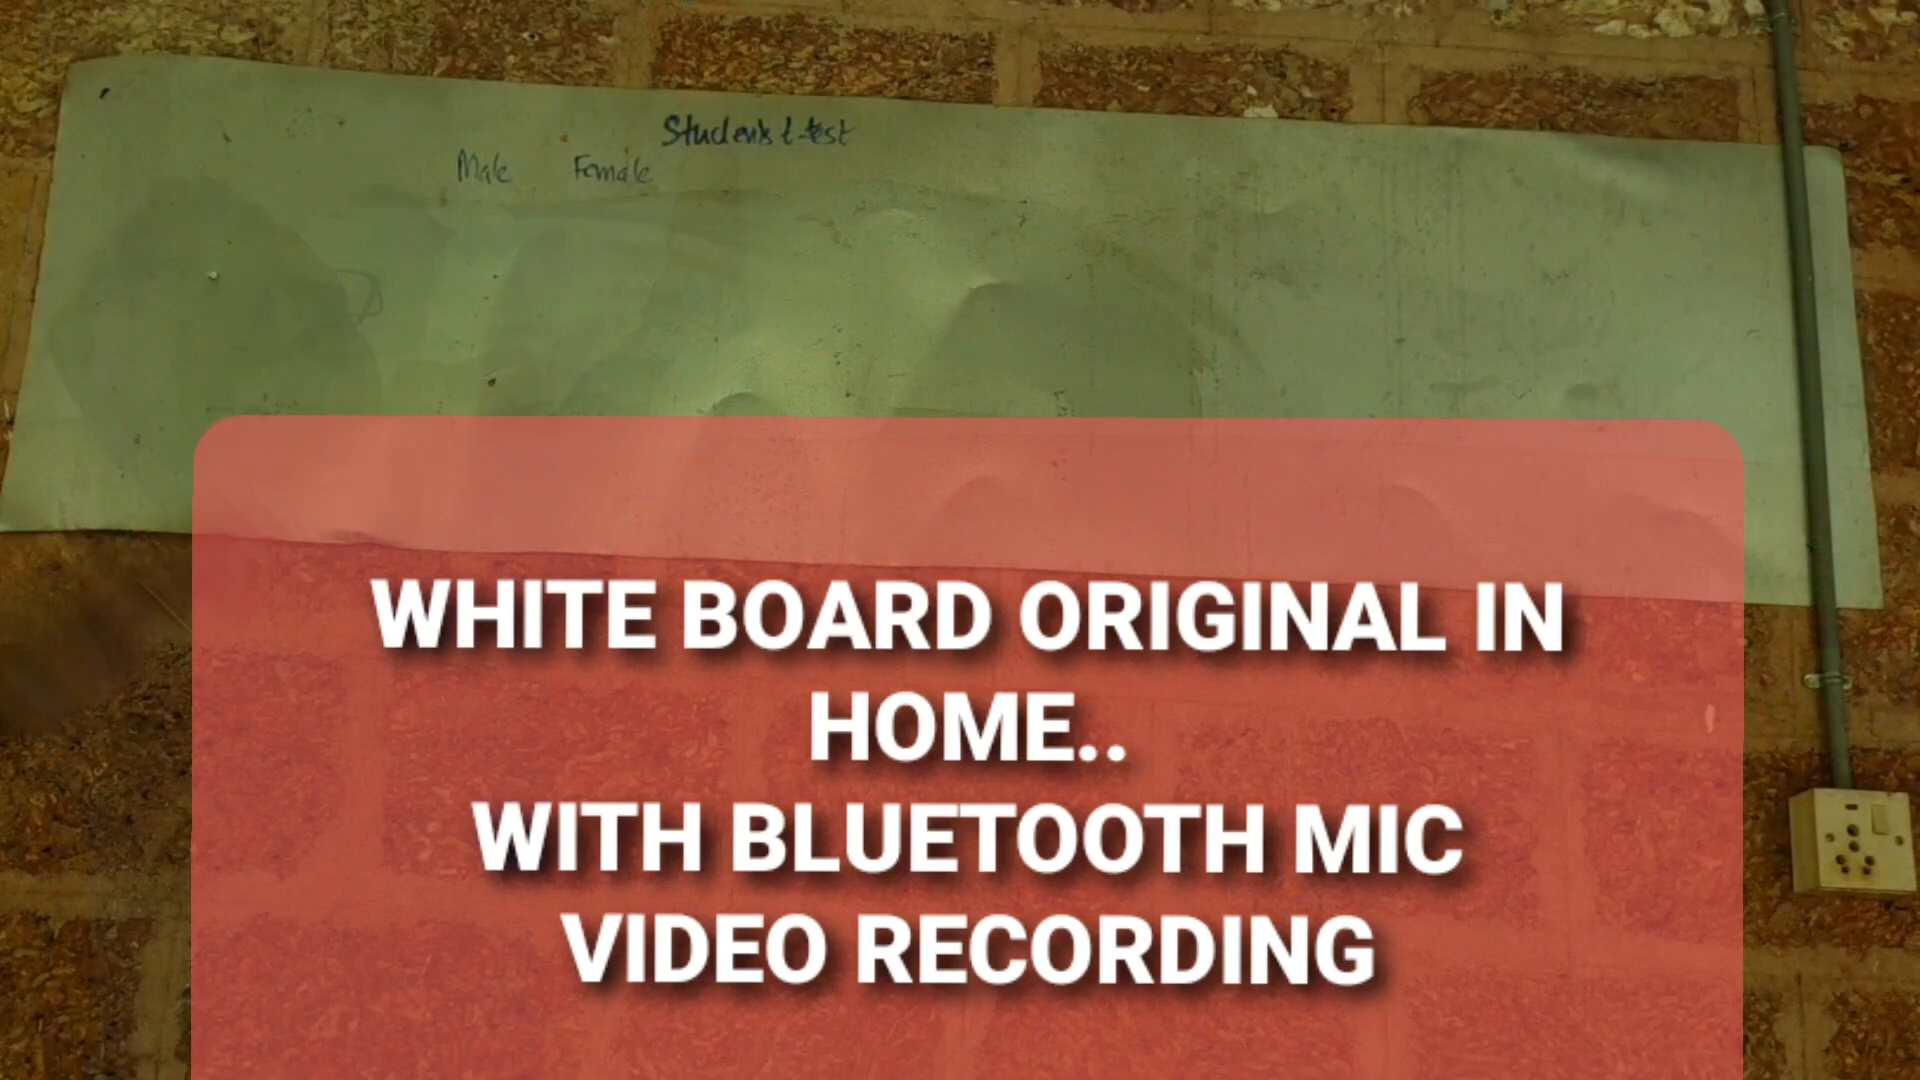 Students t-test
Male Female
WHITE BOARD ORIGINAL IN
HOME..
WITH BLUETOOTH MIC
VIDEO RECORDING